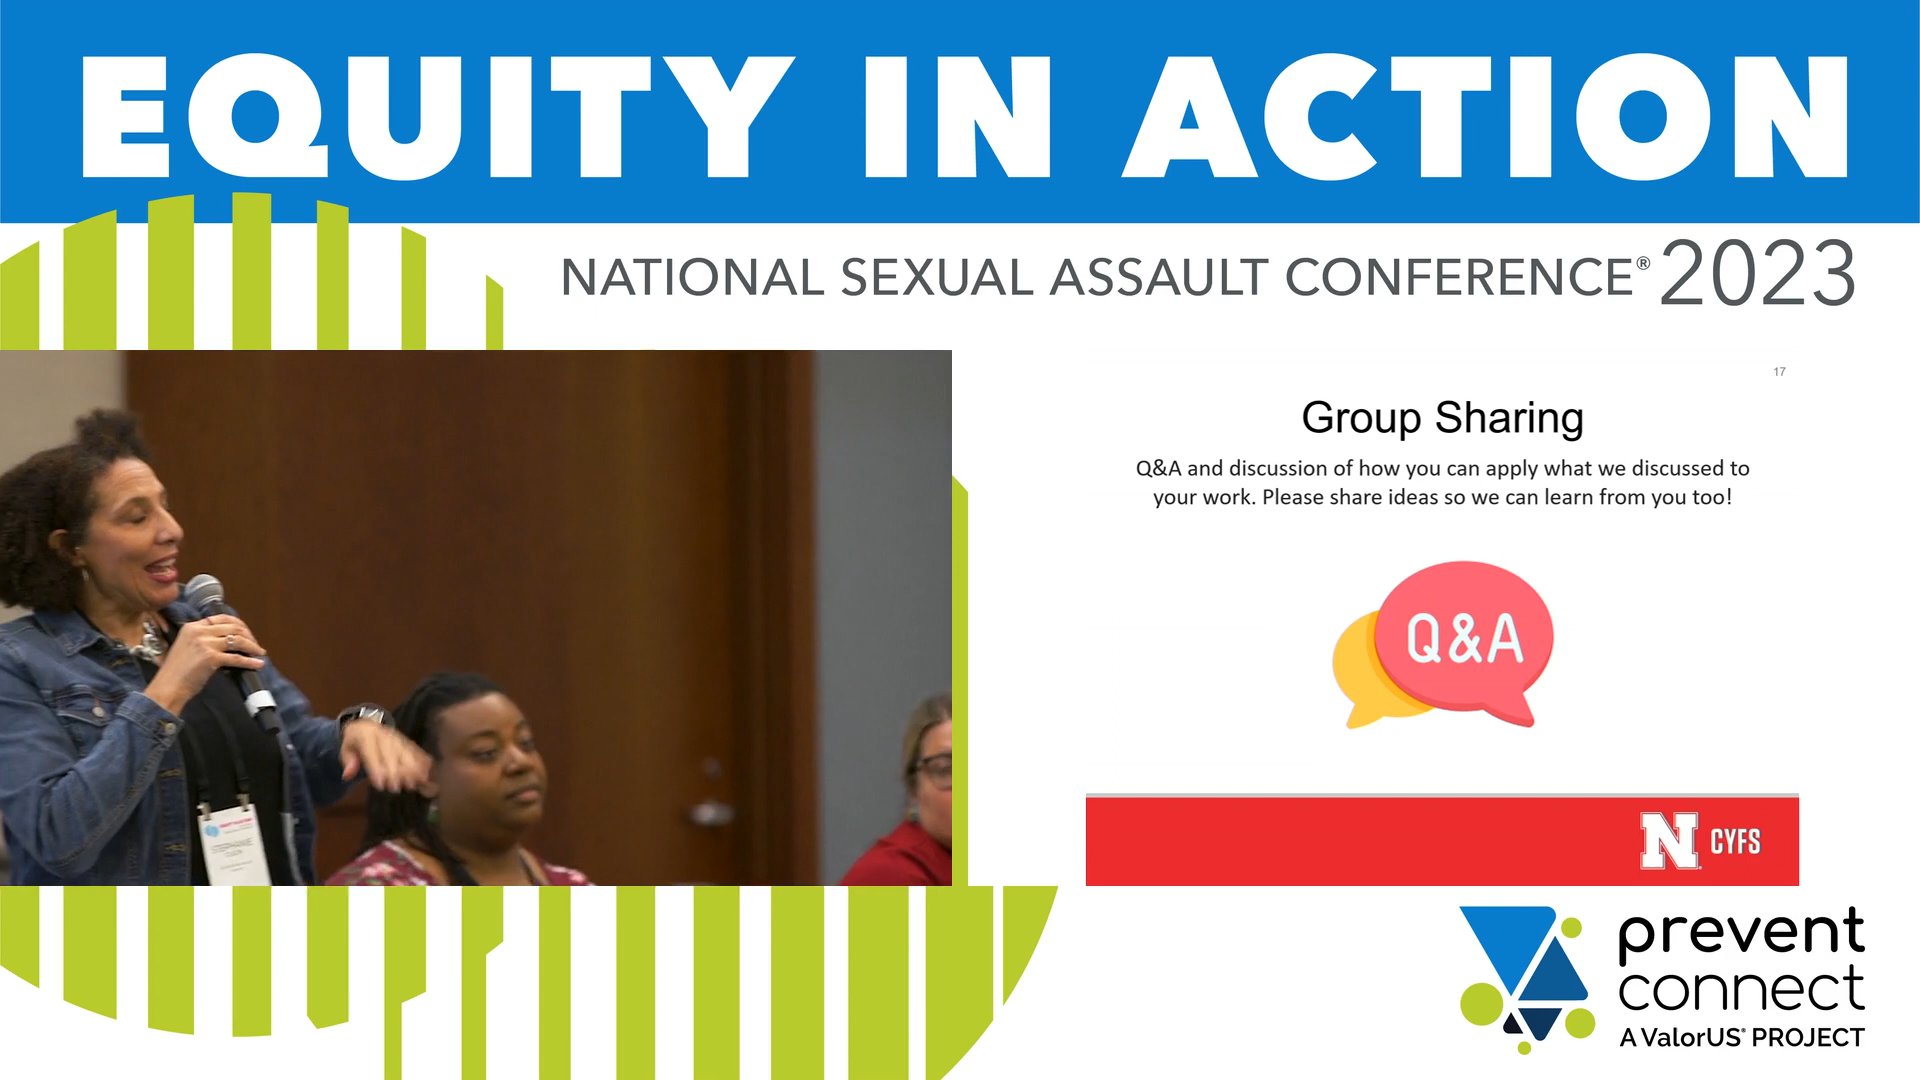 EQUITY IN ACTION
NATIONAL SEXUAL ASSAULT CONFERENCE® 2023
17
Group Sharing
Q&A and discussion of how you can apply what we discussed to
your work. Please share ideas so we can learn from you too!
Q&A
N CYFS
STEPHANIE
prevent
connect
A ValorUS® PROJECT